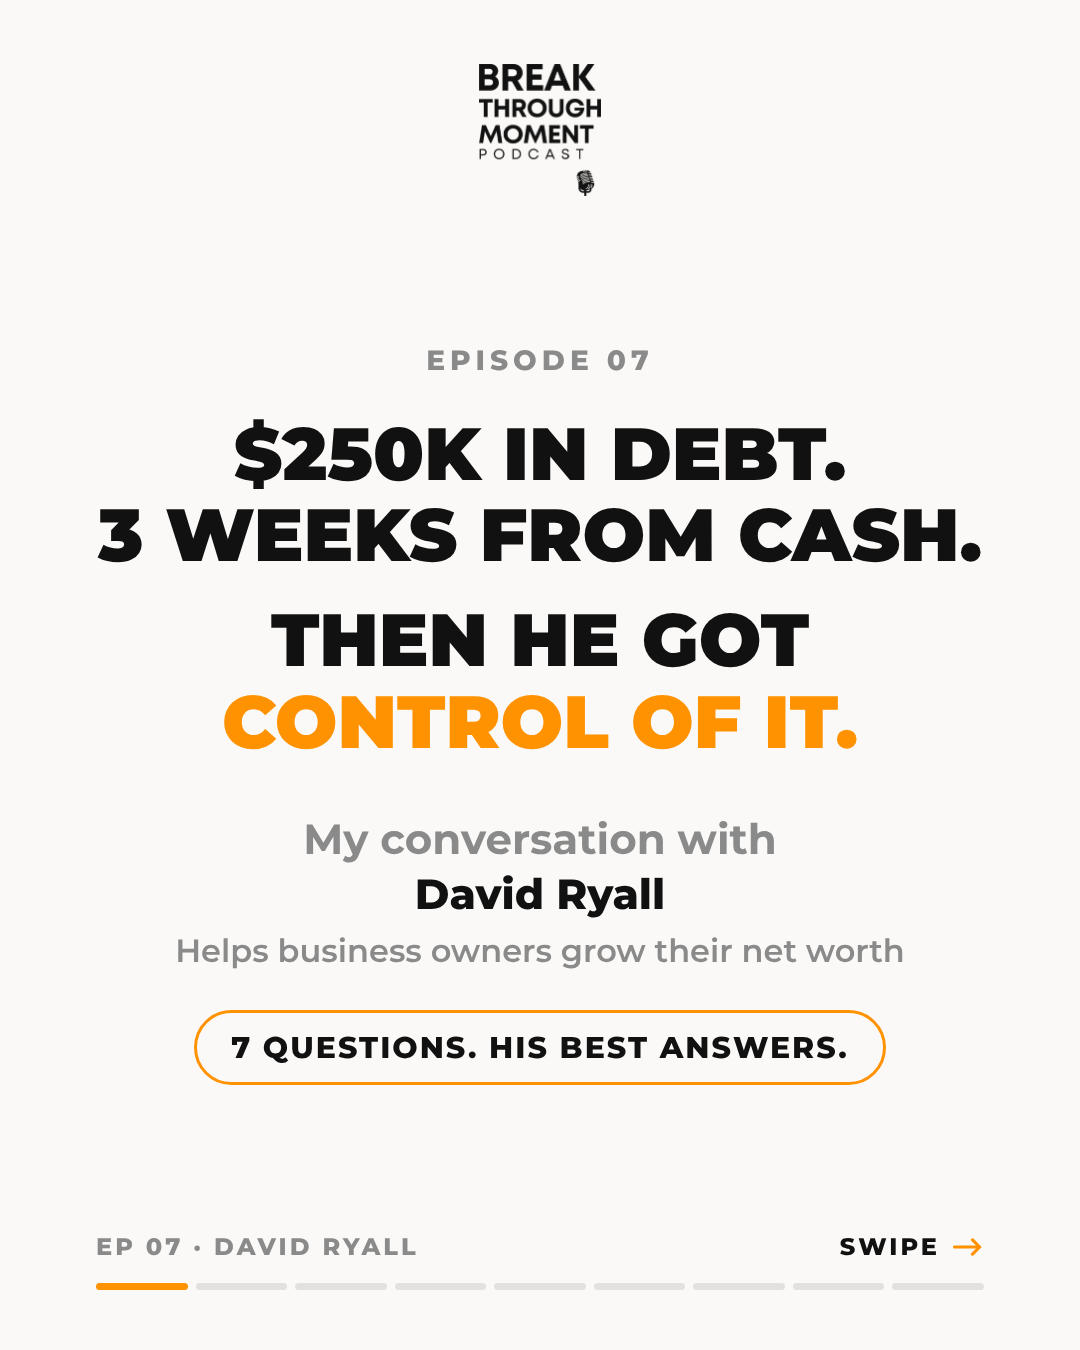 BREAK
THROUGH
MOMENT
PODCAST
EPISODE 07
$250K IN DEBT.
3 WEEKS FROM CASH.
THEN HE GOT
CONTROL OF IT.
My conversation with
David Ryall
Helps business owners grow their net worth
7 QUESTIONS. HIS BEST ANSWERS.
EP 07 · DAVID RYALL
SWIPE →